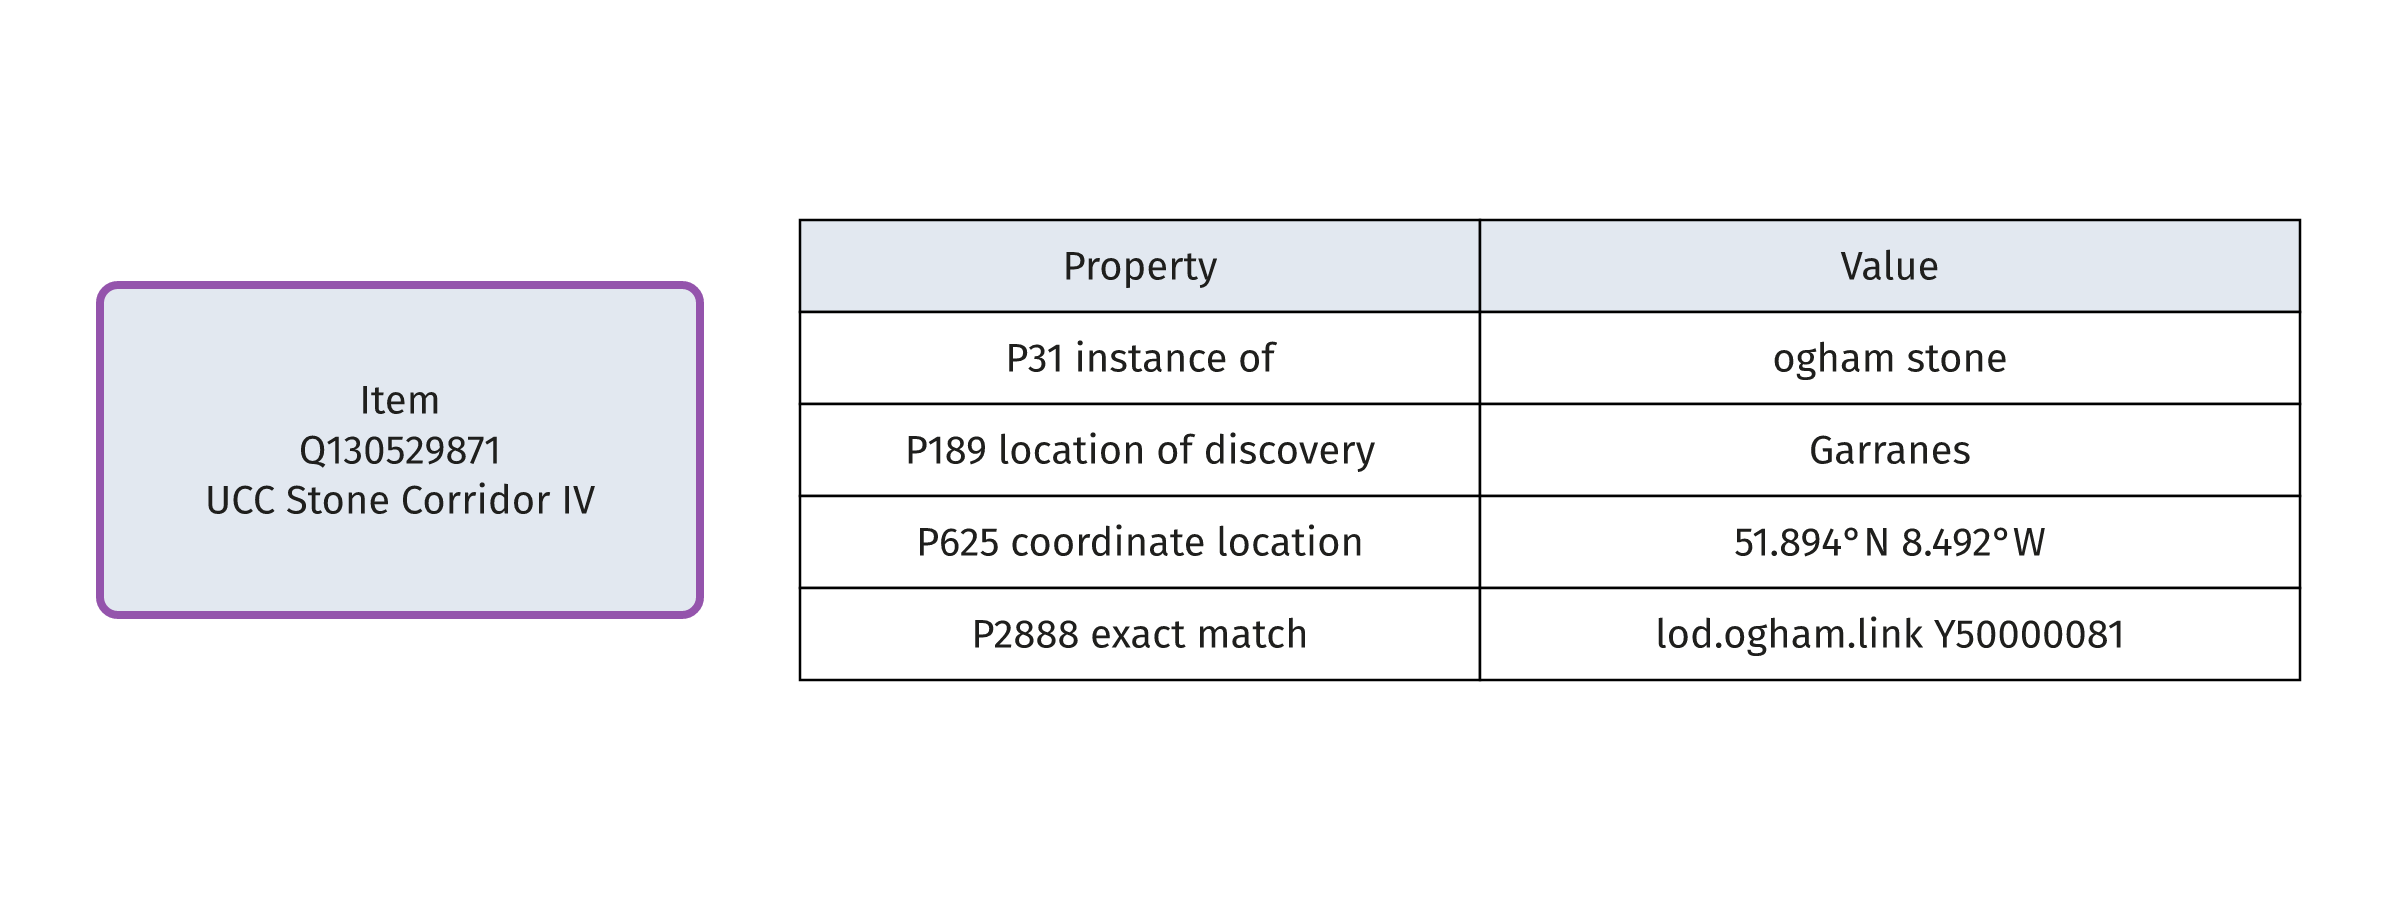 Item
Q130529871
UCC Stone Corridor IV
Property Value
P31 instance of ogham stone
P189 location of discovery Garranes
P625 coordinate location 51.894° N 8.492° W
P2888 exact match lod.ogham.link Y50000081